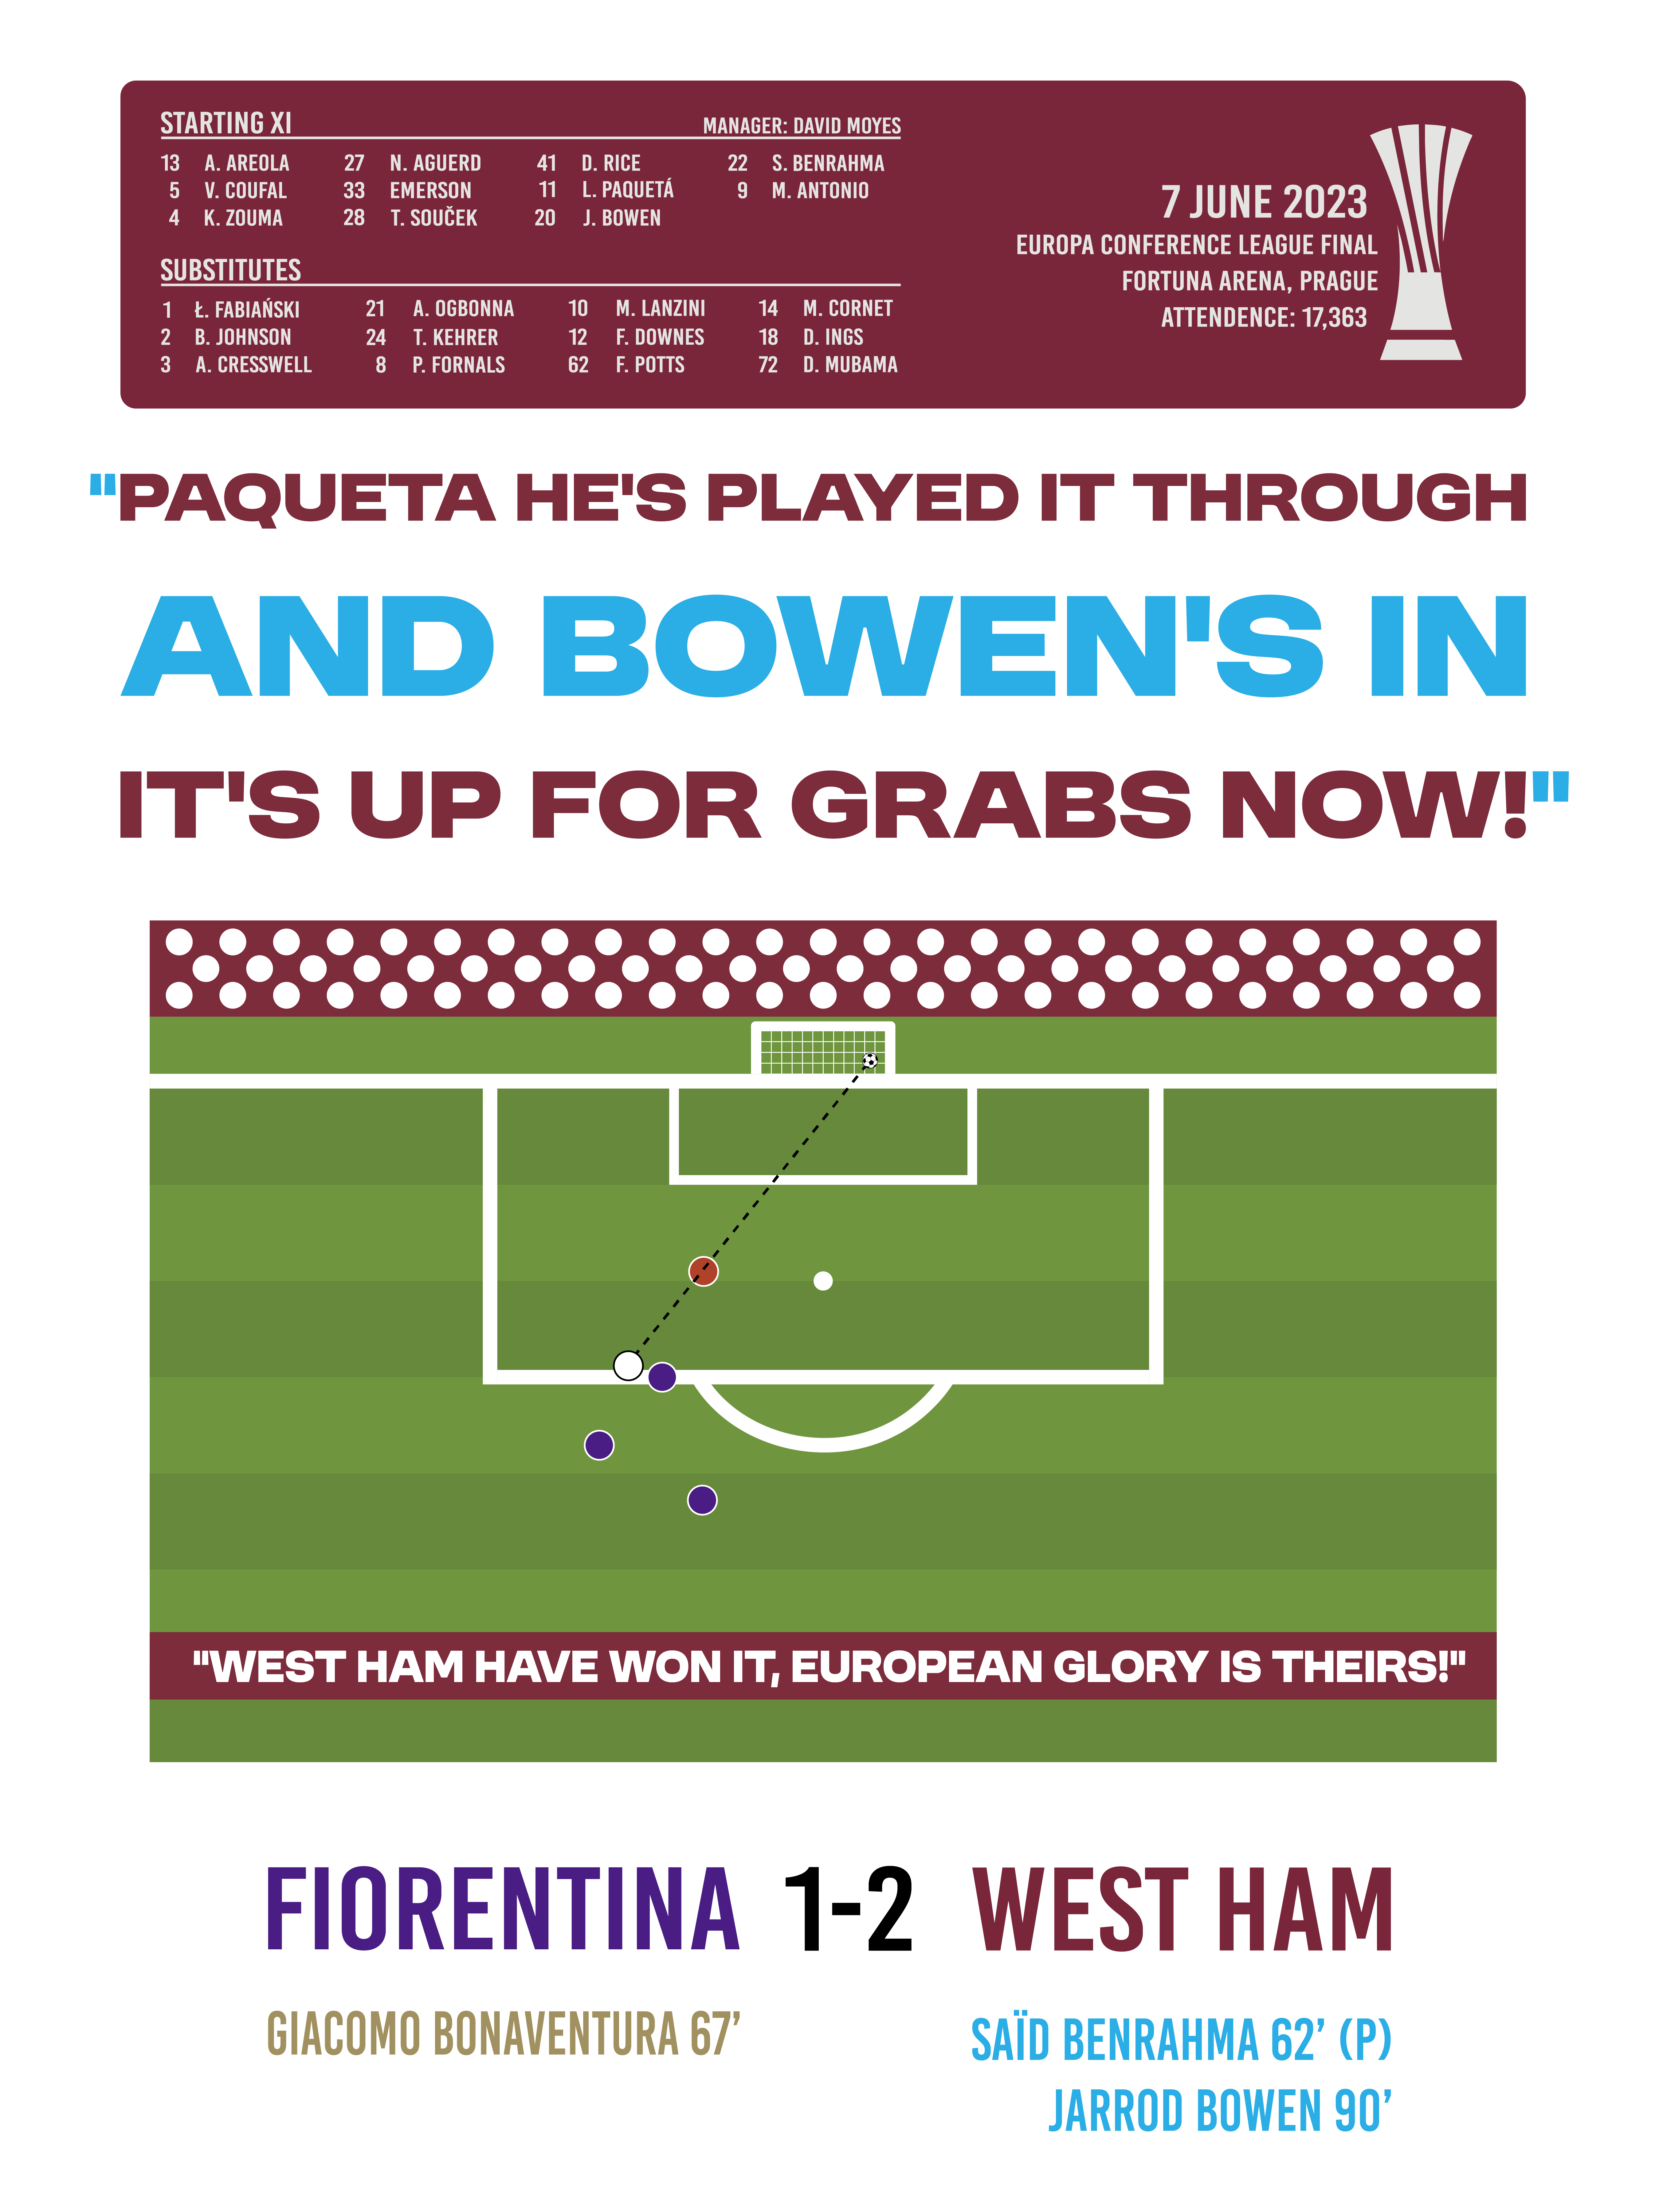 STARTING XI MANAGER: DAVID MOYES
13 A. AREOLA 27 N. AGUERD 41 D. RICE 22 S. BENRAHMA
5 V. COUFAL 33 EMERSON 11 L. PAQUETÁ 9 M. ANTONIO
4 K. ZOUMA 28 T. SOUČEK 20 J. BOWEN
SUBSTITUTES
1 Ł. FABIAŃSKI 21 A. OGBONNA 10 M. LANZINI 14 M. CORNET
2 B. JOHNSON 24 T. KEHRER 12 F. DOWNES 18 D. INGS
3 A. CRESSWELL 8 P. FORNALS 62 F. POTTS 72 D. MUBAMA
7 JUNE 2023
EUROPA CONFERENCE LEAGUE FINAL
FORTUNA ARENA, PRAGUE
ATTENDENCE: 17,363
"PAQUETA HE'S PLAYED IT THROUGH
AND BOWEN'S IN
IT'S UP FOR GRABS NOW!"
"WEST HAM HAVE WON IT, EUROPEAN GLORY IS THEIRS!"
FIORENTINA 1-2 WEST HAM
GIACOMO BONAVENTURA 67’ SAÏD BENRAHMA 62’ (P)
JARROD BOWEN 90’